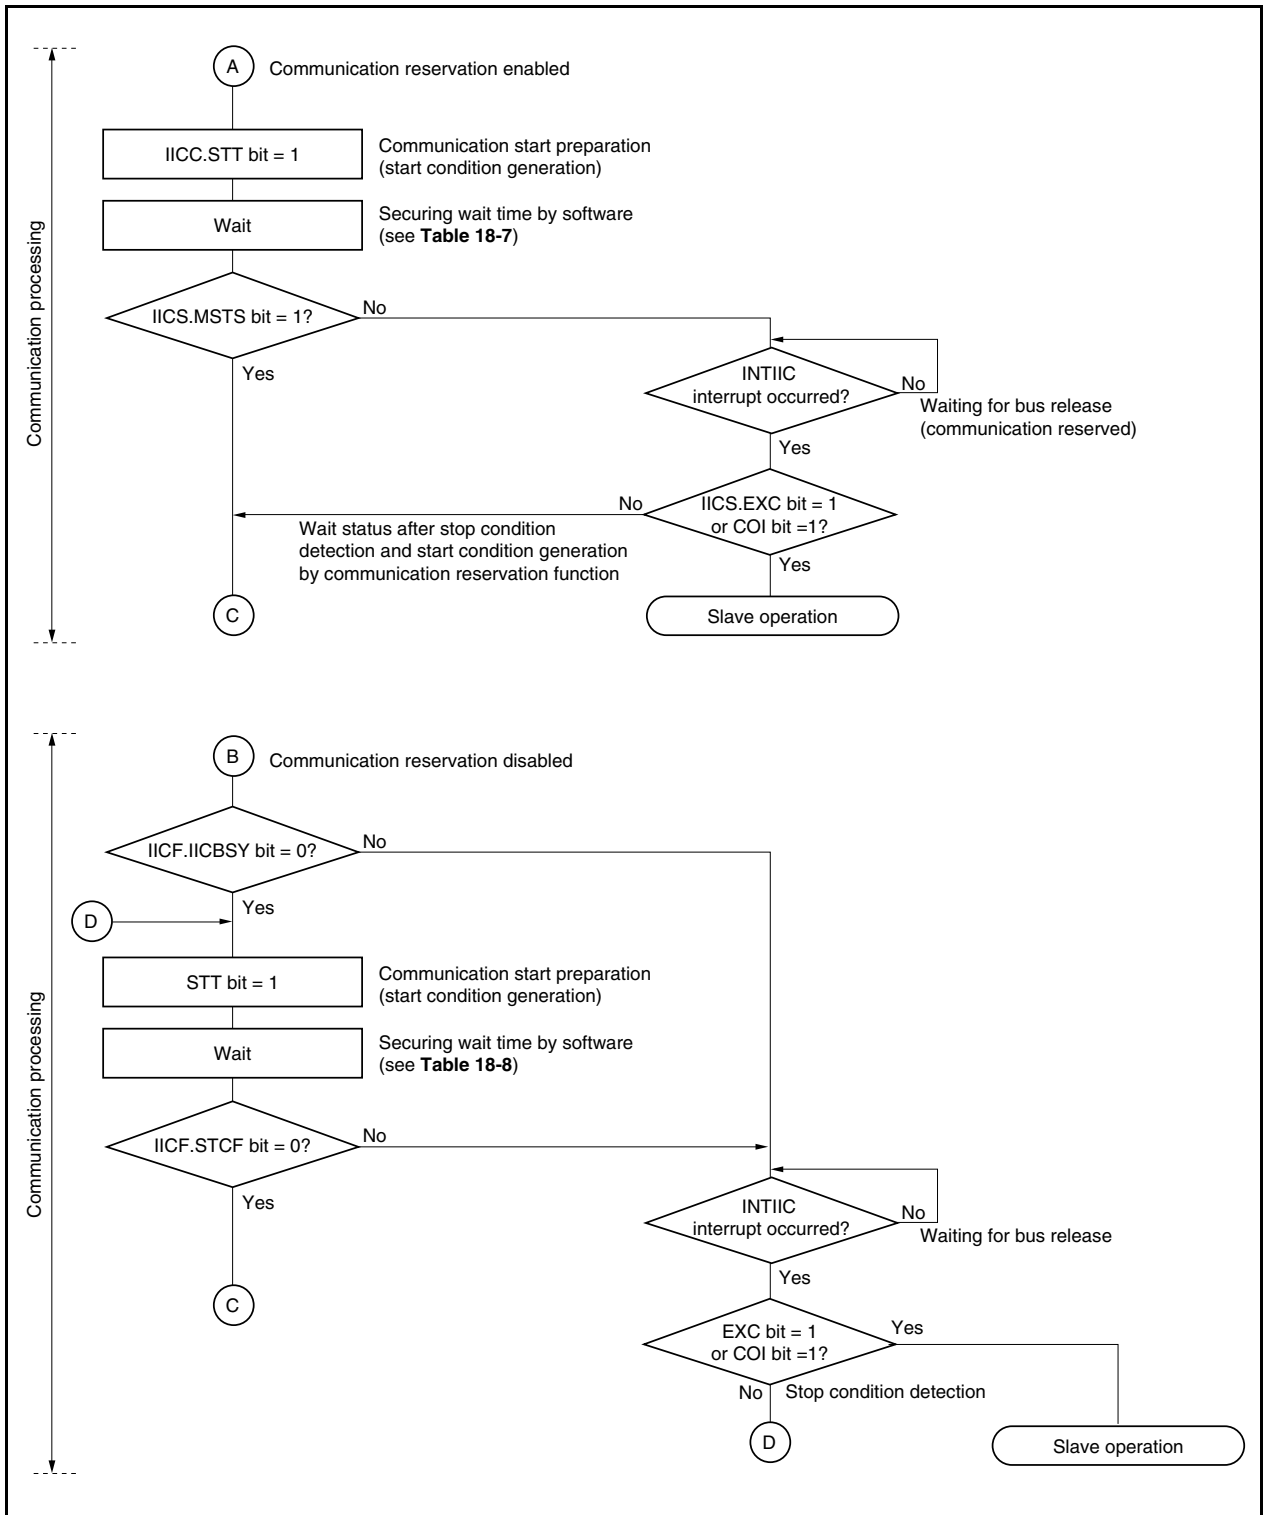 A
Communication reservation enabled
IICC.STT bit = 1
Communication start preparation
(start condition generation)
Wait
Securing wait time by software
(see Table 18-7)
IICS.MSTS bit = 1?
No
Yes
INTIIC
interrupt occurred?
No
Waiting for bus release
(communication reserved)
Yes
IICS.EXC bit = 1
or COI bit =1?
No
Wait status after stop condition
detection and start condition generation
by communication reservation function
Yes
C
Slave operation
Communication processing
B
Communication reservation disabled
IICF.IICBSY bit = 0?
No
Yes
D
STT bit = 1
Communication start preparation
(start condition generation)
Wait
Securing wait time by software
(see Table 18-8)
IICF.STCF bit = 0?
No
Yes
INTIIC
interrupt occurred?
No
Waiting for bus release
Yes
C
EXC bit = 1
or COI bit =1?
Yes
No
Stop condition detection
D
Slave operation
Communication processing